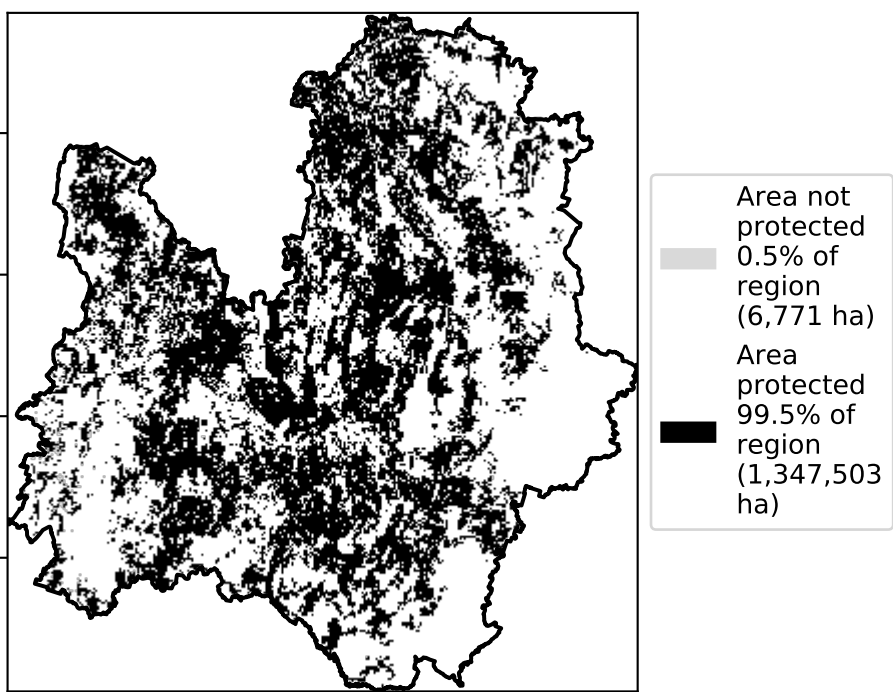 Area not
protected
0.5% of
region
(6,771 ha)
Area
protected
99.5% of
region
(1,347,503
ha)